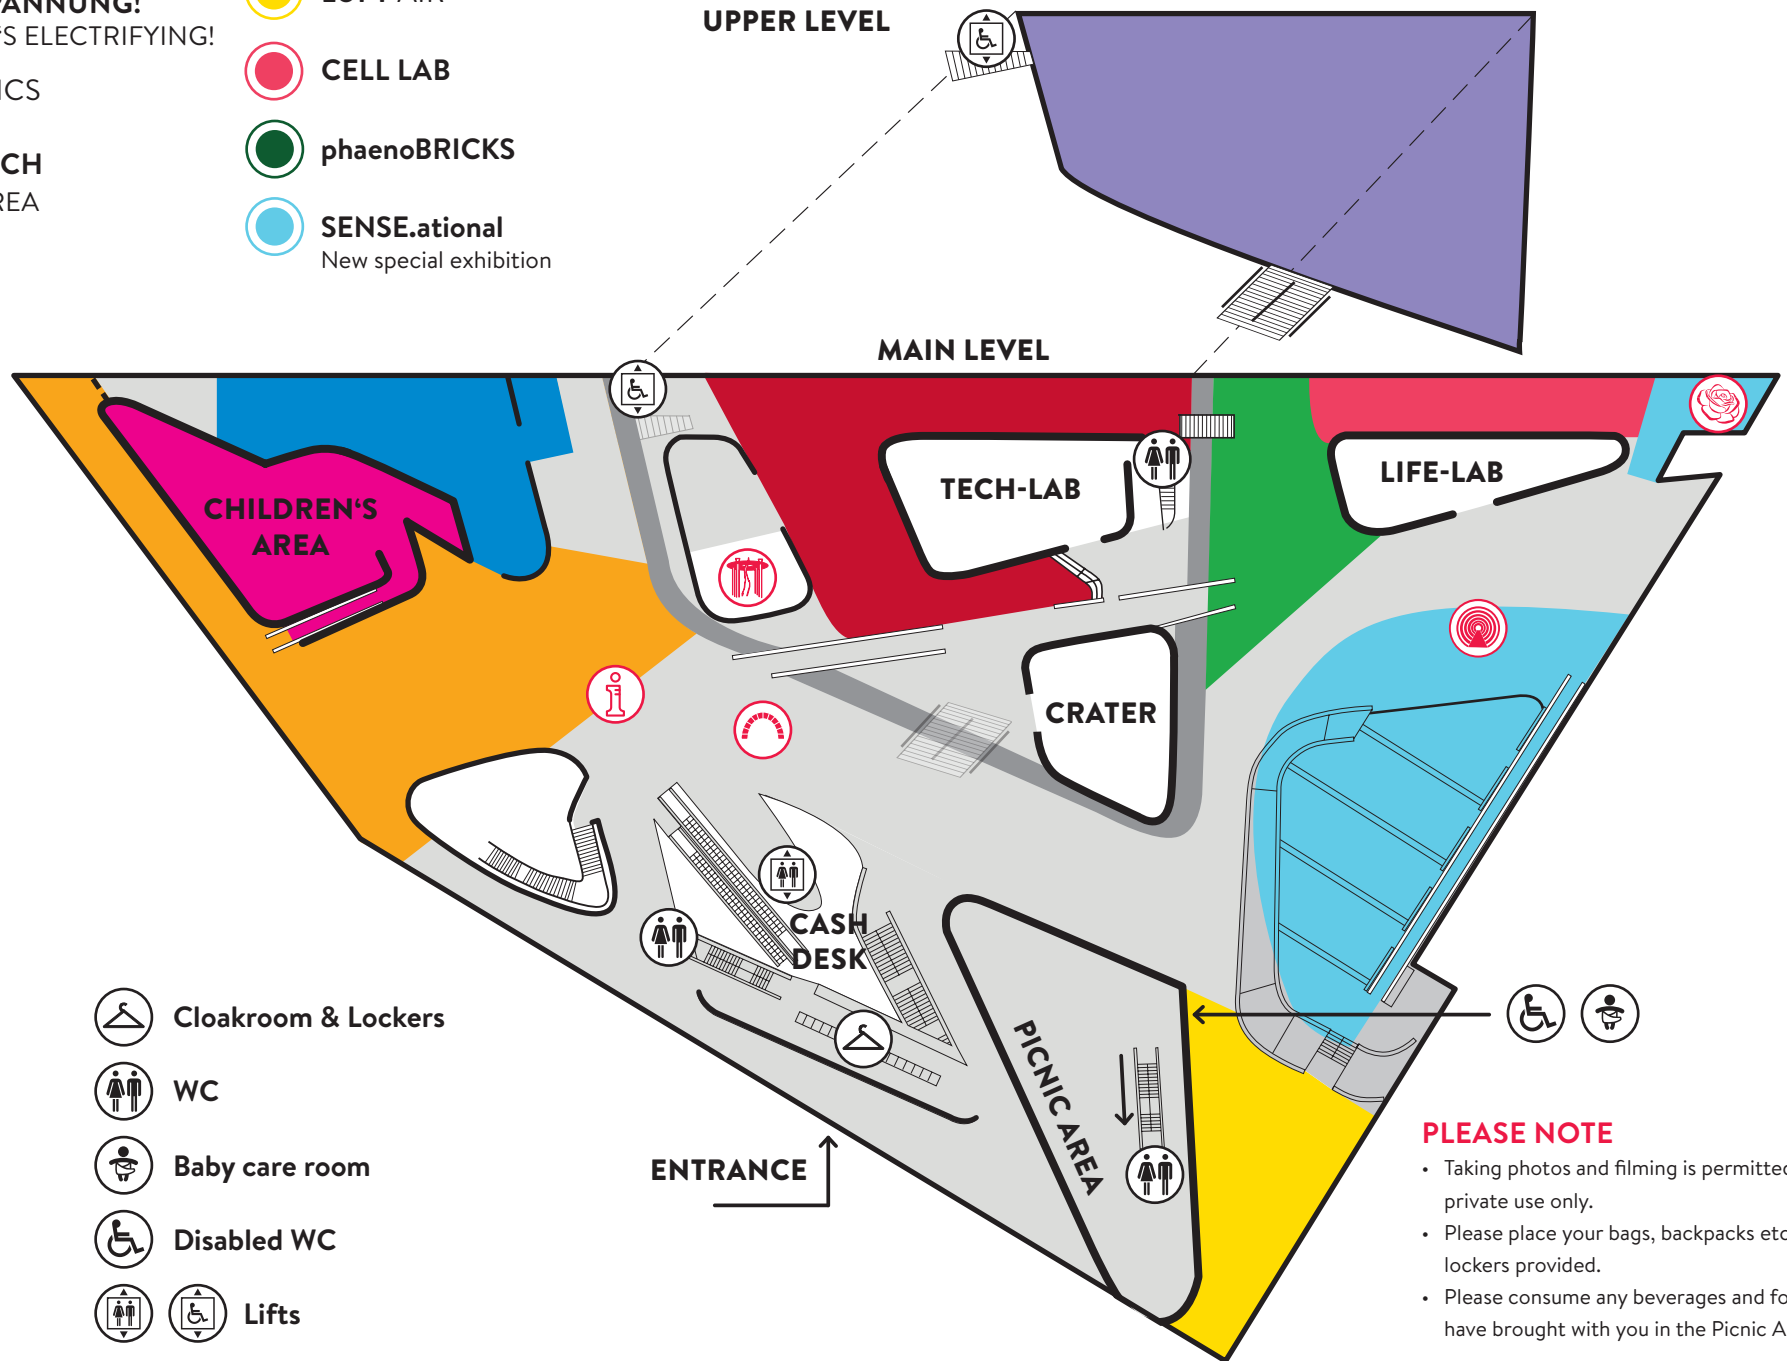 S ELECTRIFYING!
AIR
CELL LAB
phaenoBRICKS
SENSE.ational
New special exhibition
UPPER LEVEL
MAIN LEVEL
CHILDREN‘S
AREA
TECH-LAB
LIFE-LAB
CRATER
CASH
DESK
PICNIC AREA
ENTRANCE
Cloakroom & Lockers
WC
Baby care room
Disabled WC
Lifts
PLEASE NOTE
• Taking photos and filming is permitted
private use only.
• Please place your bags, backpacks etc
lockers provided.
• Please consume any beverages and fo
have brought with you in the Picnic A